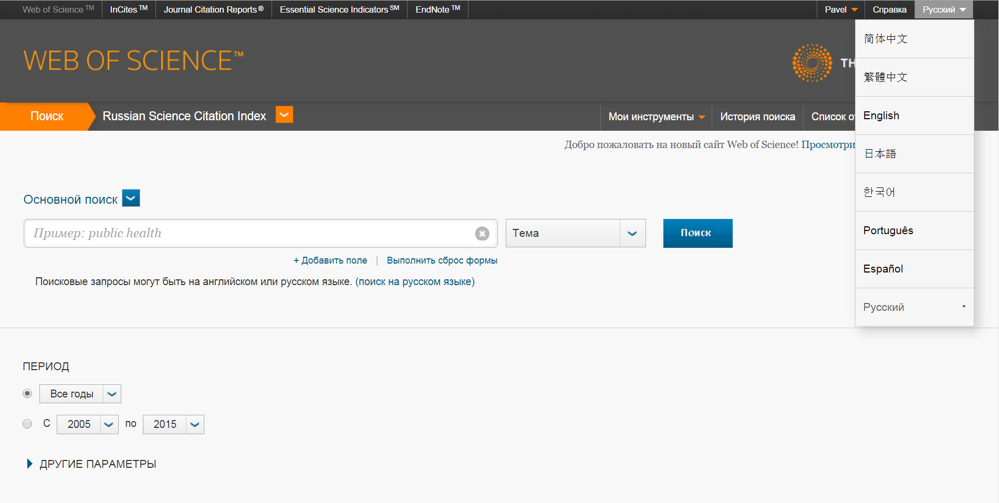 Web of Science ™ InCites ™ Journal Citation Reports ® Essential Science Indicators SM EndNote ™ Pavel Справка Русский
WEB OF SCIENCE™
TH
Поиск Russian Science Citation Index Мои инструменты История поиска Список от
Добро пожаловать на новый сайт Web of Science! Просмотри
简体中文
繁體中文
English
日本語
한국어
Português
Español
Русский
Основной поиск
Пример: public health Тема Поиск
+ Добавить поле | Выполнить сброс формы
Поисковые запросы могут быть на английском или русском языке. (поиск на русском языке)
ПЕРИОД
Все годы
С 2005 по 2015
ДРУГИЕ ПАРАМЕТРЫ